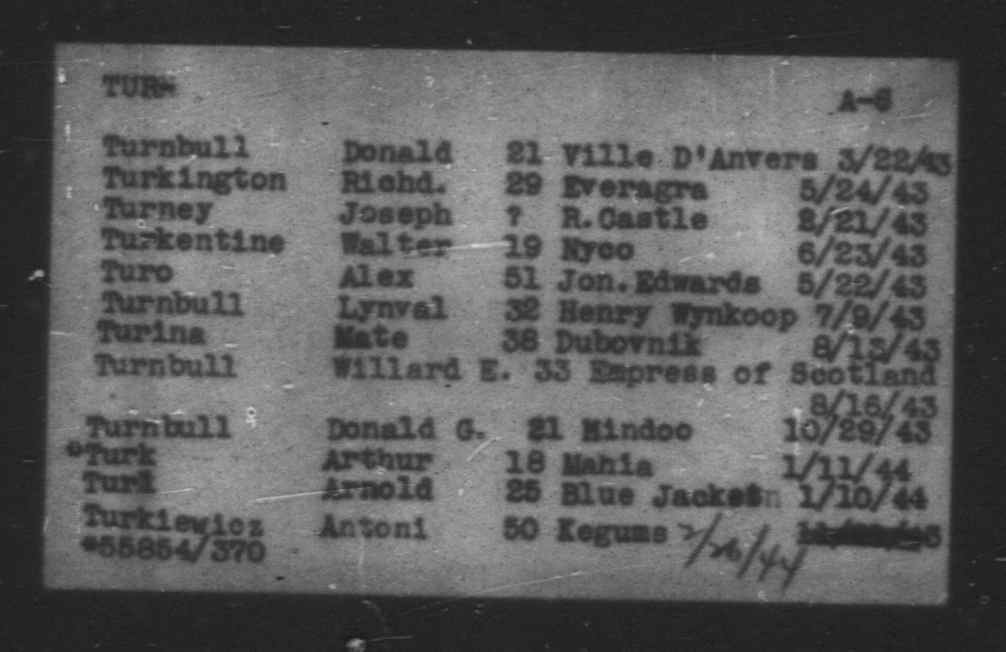 TUR
A-S
Turnbull Donald 21 Ville D'Anvers 3/22/43
Turkington Richd. 29 Everagra 5/24/43
Turney Joseph ? R.Castle 2/21/43
Turkentine Walter 19 Nyco 6/23/43
Turo Alex 51 Jon.Edwards 5/22/43
Turnbull Lynval 32 Henry Wynkoop 7/9/43
Turina Mate 38 Dubovnik 8/13/43
Turnbull Willard E. 33 Empress of Scotland
8/16/43
Turnbull Donald G. 21 Mindoo 10/29/43
*Turk Arthur 18 Mahia 1/11/44
Turi Arnold 25 Blue 1/10/44
Turkiewicz Antoni 50 Kegums 2/26/44
*55854/370